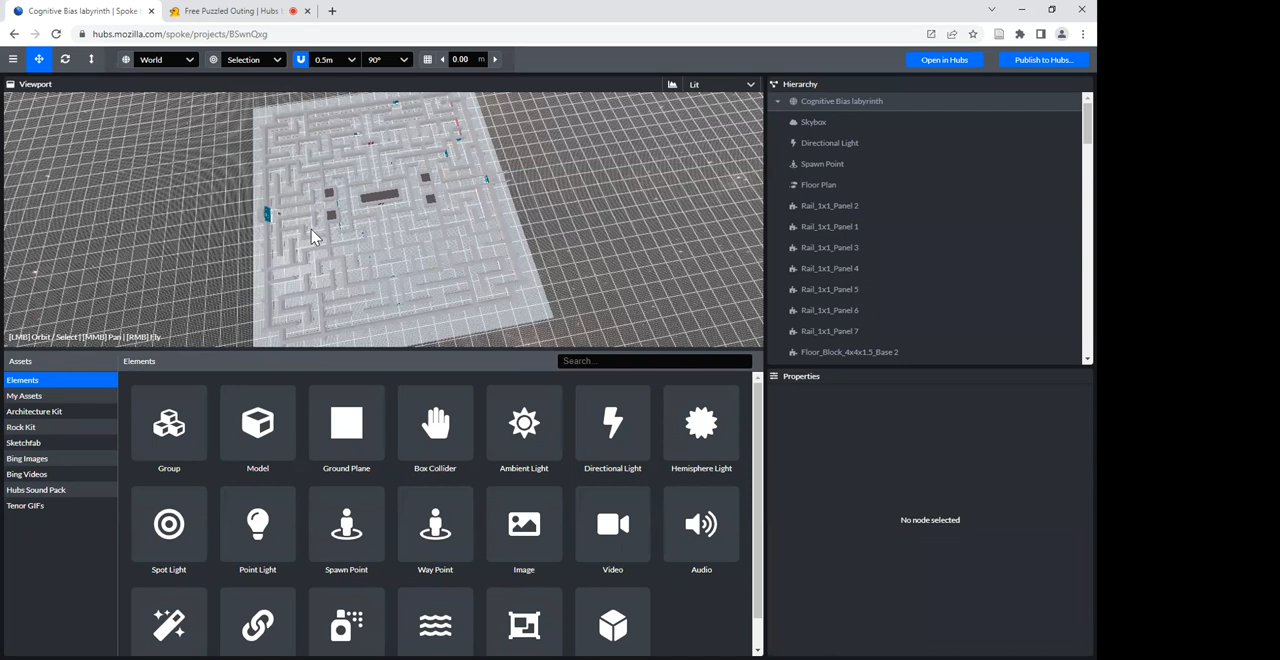 Cognitive Bias labyrinth | Spoke
Free Puzzled Outing | Hubs
hubs.mozilla.com/spoke/projects/BSwnQxg
World
Selection
0.5m
90°
0.00 m
Open in Hubs
Publish to Hubs...
Viewport
Lit
Hierarchy
Cognitive Bias labyrinth
Skybox
Directional Light
Spawn Point
Floor Plan
Rail_1x1_Panel 2
Rail_1x1_Panel 1
Rail_1x1_Panel 3
Rail_1x1_Panel 4
Rail_1x1_Panel 5
Rail_1x1_Panel 6
Rail_1x1_Panel 7
Floor_Block_4x4x1.5_Base 2
[LMB] Orbit / Select | [MMB] Pan | [RMB] Fly
Assets
Elements
Search...
Elements
My Assets
Architecture Kit
Rock Kit
Sketchfab
Bing Images
Bing Videos
Hubs Sound Pack
Tenor GIFs
Group
Model
Ground Plane
Box Collider
Ambient Light
Directional Light
Hemisphere Light
Spot Light
Point Light
Spawn Point
Way Point
Image
Video
Audio
Properties
No node selected